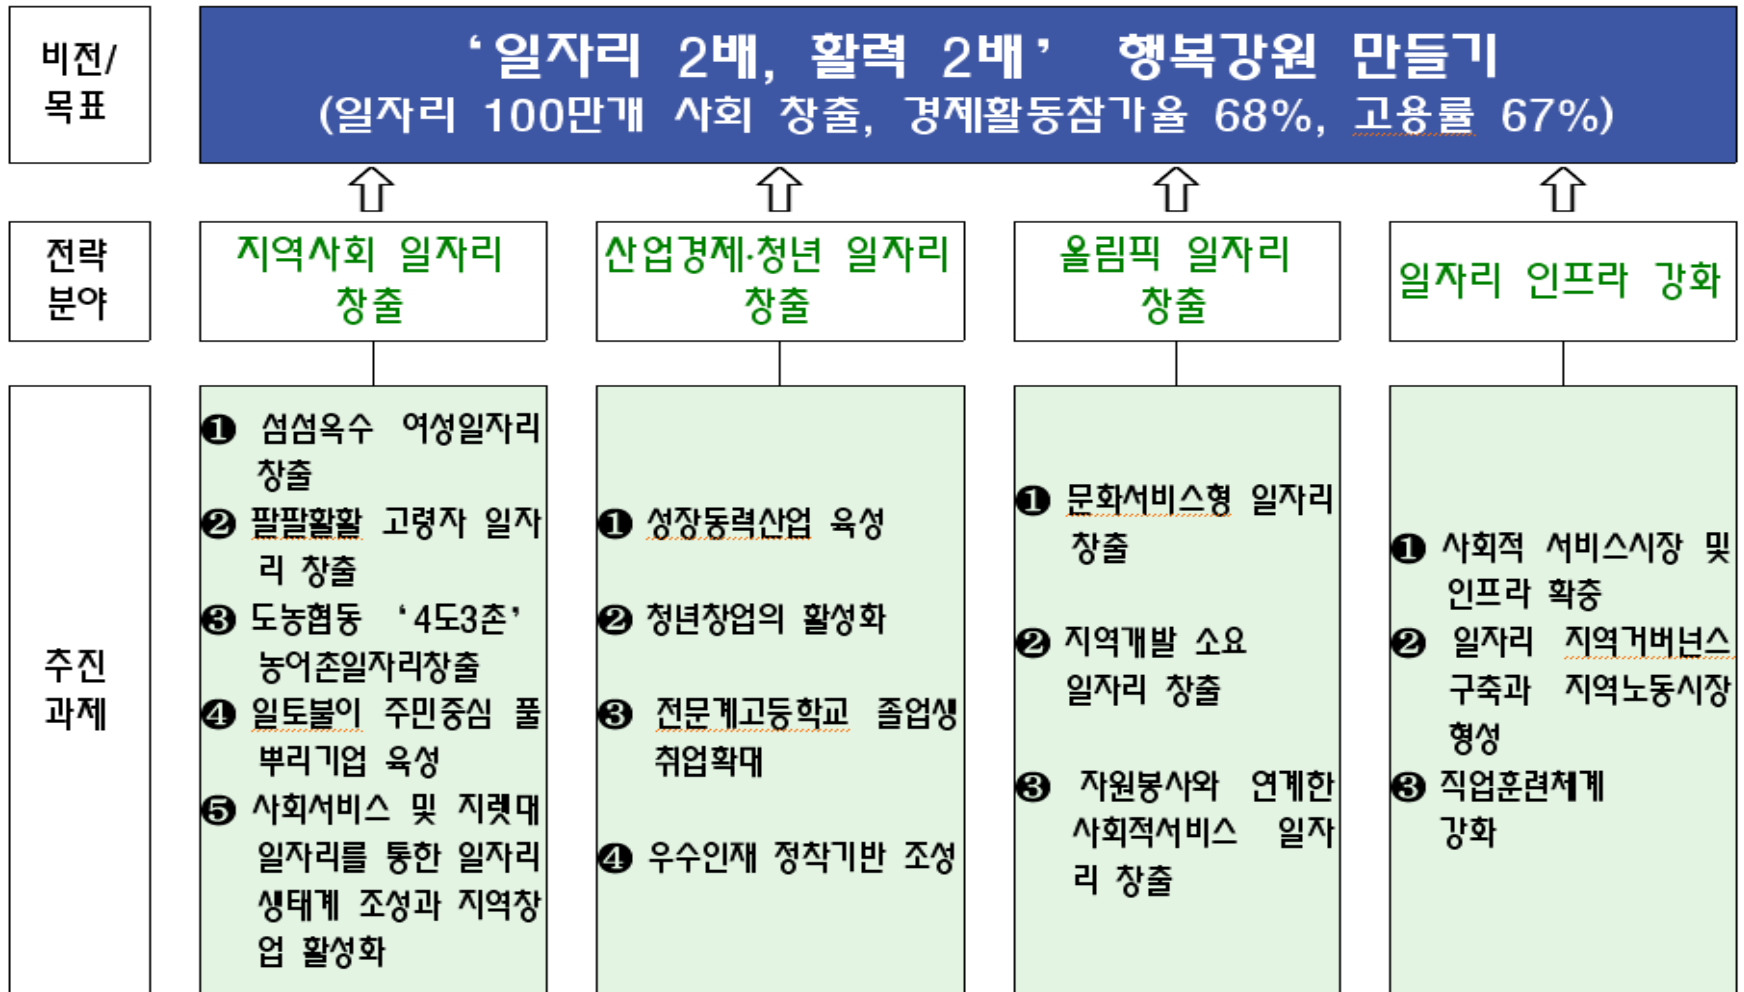 비전/
목표
‘일자리 2배, 활력 2배’ 행복강원 만들기
(일자리 100만개 사회 창출, 경제활동참가율 68%, 고용률 67%)
전략
분야
지역사회 일자리
창출
산업경제·청년 일자리
창출
올림픽 일자리
창출
일자리 인프라 강화
추진
과제
❶ 섬섬옥수 여성일자리
창출
❷ 팔팔활활 고령자 일자
리 창출
❸ 도농협동 ‘4도3촌’
농어촌일자리창출
❹ 일토불이 주민중심 풀
뿌리기업 육성
❺ 사회서비스 및 지렛대
일자리를 통한 일자리
생태계 조성과 지역창
업 활성화
❶ 성장동력산업 육성
❷ 청년창업의 활성화
❸ 전문계고등학교 졸업생
취업확대
❹ 우수인재 정착기반 조성
❶ 문화서비스형 일자리
창출
❷ 지역개발 소요
일자리 창출
❸ 자원봉사와 연계한
사회적서비스 일자
리 창출
❶ 사회적 서비스시장 및
인프라 확충
❷ 일자리 지역거버넌스
구축과 지역노동시장
형성
❸ 직업훈련체계
강화